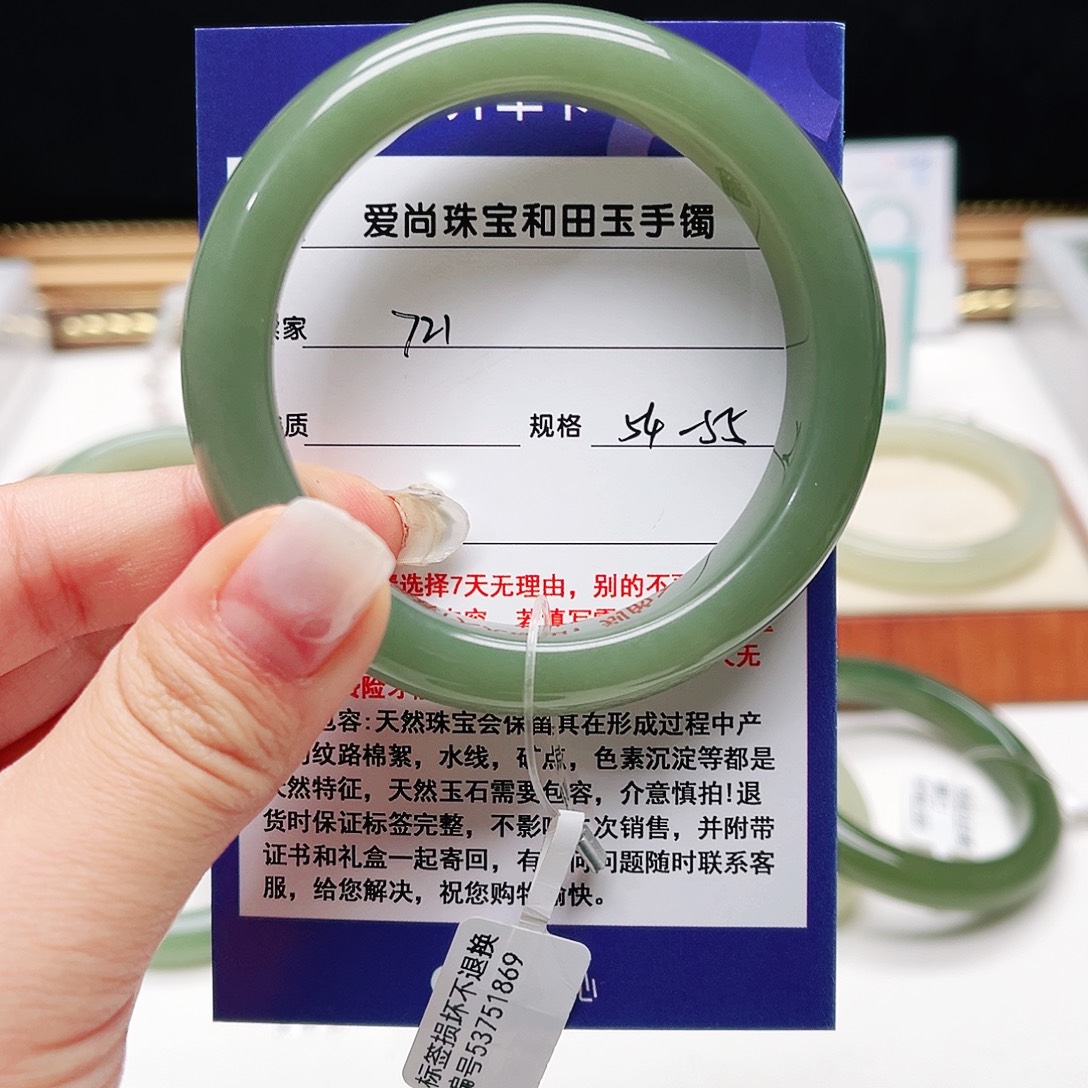 爱尚珠宝和田玉手镯
家 721
质 规格 54-55
选择7天无理由，别的不
无
险
容：天然珠宝会保留其在形成过程中产
纹路棉絮，水线，矿点，色素沉淀等都是
然特征，天然玉石需要包容，介意慎拍！退
货时保证标签完整，不影 次销售，并附带
证书和礼盒一起寄回，有 问题随时联系客
服，给您解决，祝您购物愉快。
标签损坏不退换
编号53751869